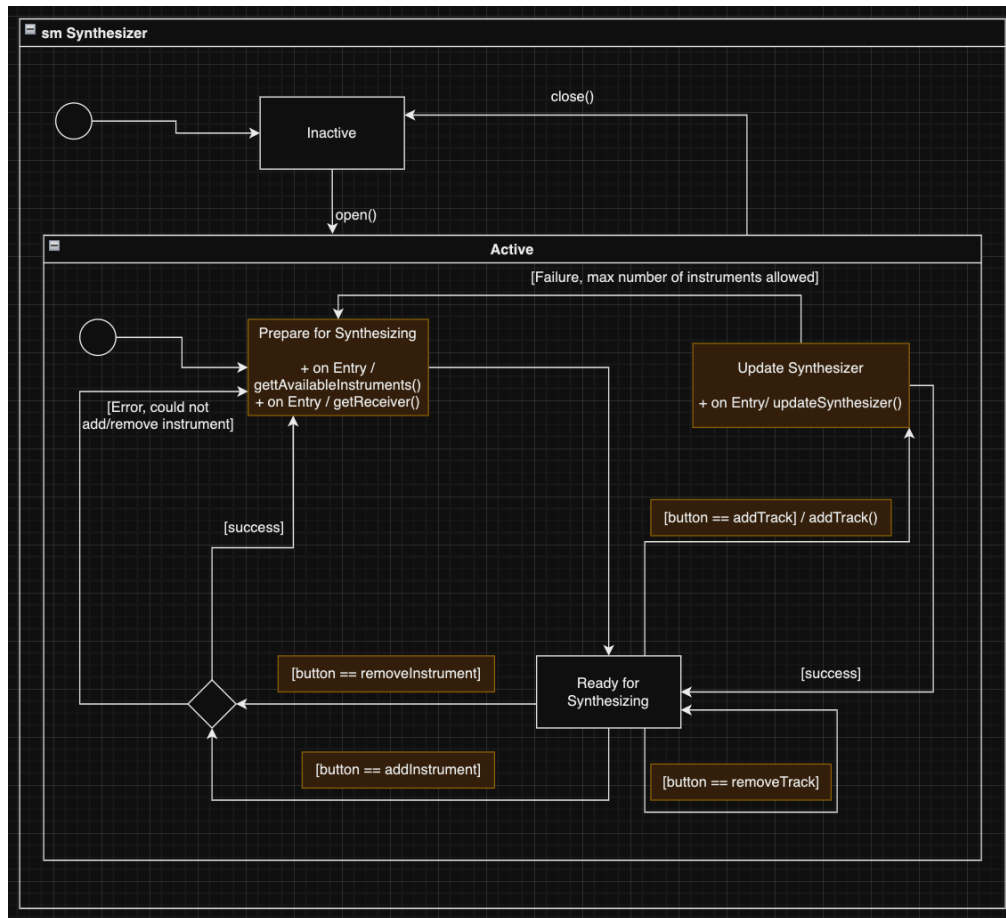 sm Synthesizer
close()
Inactive
open()
Active
[Failure, max number of instruments allowed]
Prepare for Synthesizing
+ on Entry /
gettAvailableInstruments()
+ on Entry / getReceiver()
Update Synthesizer
+ on Entry/ updateSynthesizer()
[Error, could not
add/remove instrument]
[button == addTrack] / addTrack()
[success]
[button == removeInstrument]
Ready for
Synthesizing
[success]
[button == addInstrument]
[button == removeTrack]